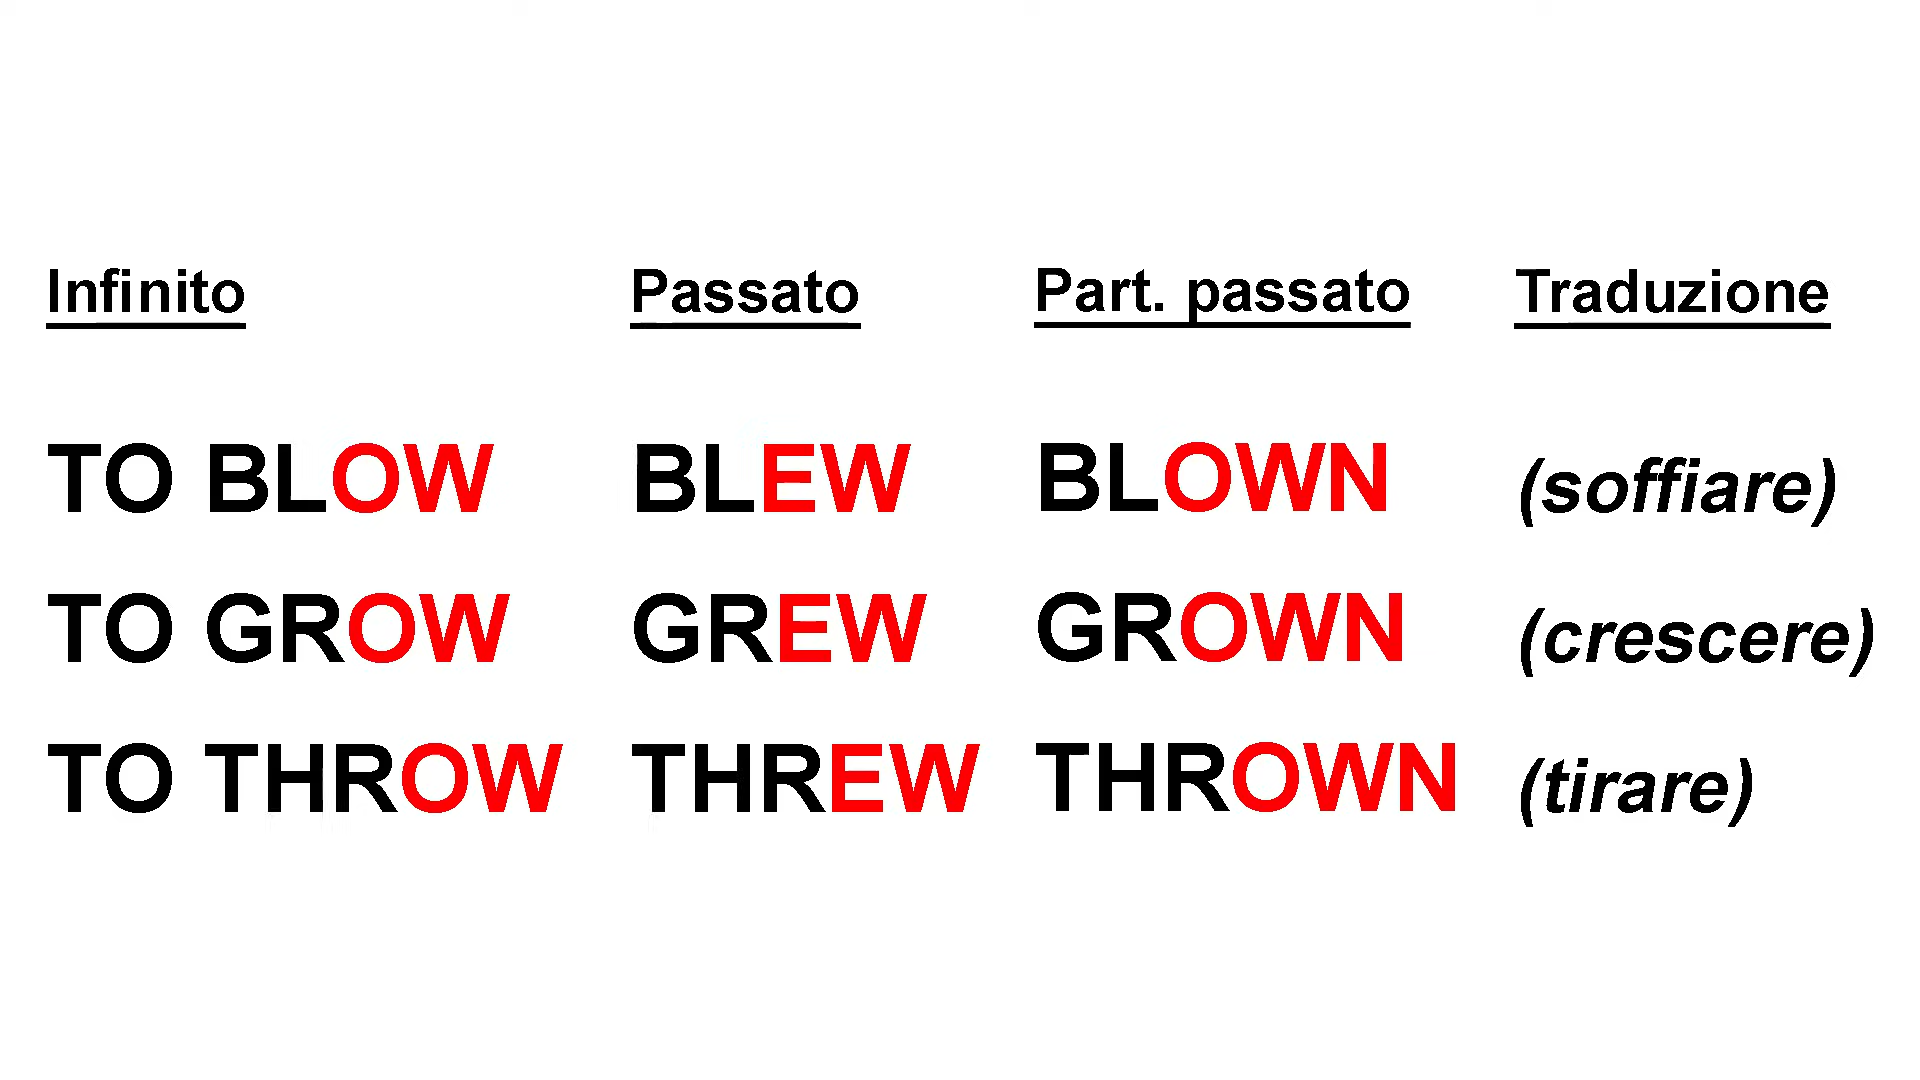 Infinito Passato Part. passato Traduzione
TO BLOW BLEW BLOWN (soffiare)
TO GROW GREW GROWN (crescere)
TO THROW THREW THROWN (tirare)